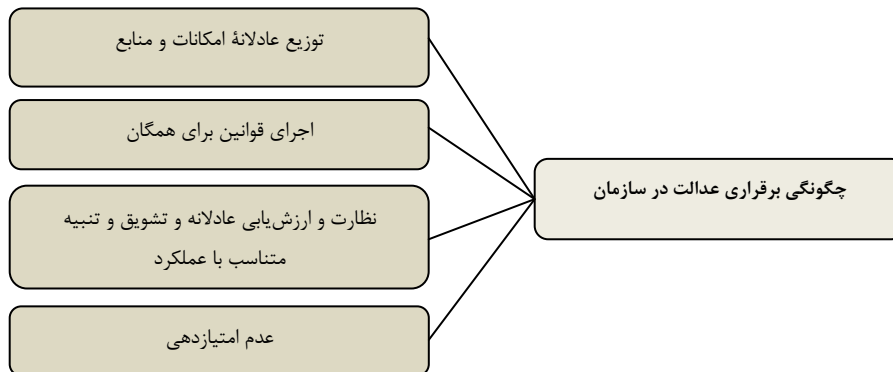 چگونگی برقراری عدالت در سازمان
توزیع عادلانۀ امکانات و منابع
اجرای قوانین برای همگان
نظارت و ارزش‌یابی عادلانه و تشویق و تنبیه
متناسب با عملکرد
عدم امتیازدهی